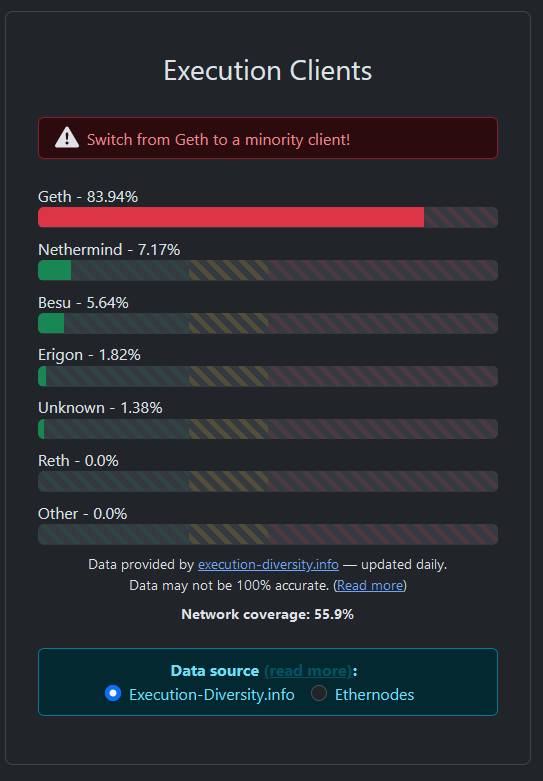 Execution Clients
Switch from Geth to a minority client!
Geth - 83.94%
Nethermind - 7.17%
Besu - 5.64%
Erigon - 1.82%
Unknown - 1.38%
Reth - 0.0%
Other - 0.0%
Data provided by execution-diversity.info — updated daily.
Data may not be 100% accurate. (Read more)
Network coverage: 55.9%
Data source (read more):
Execution-Diversity.info Ethernodes